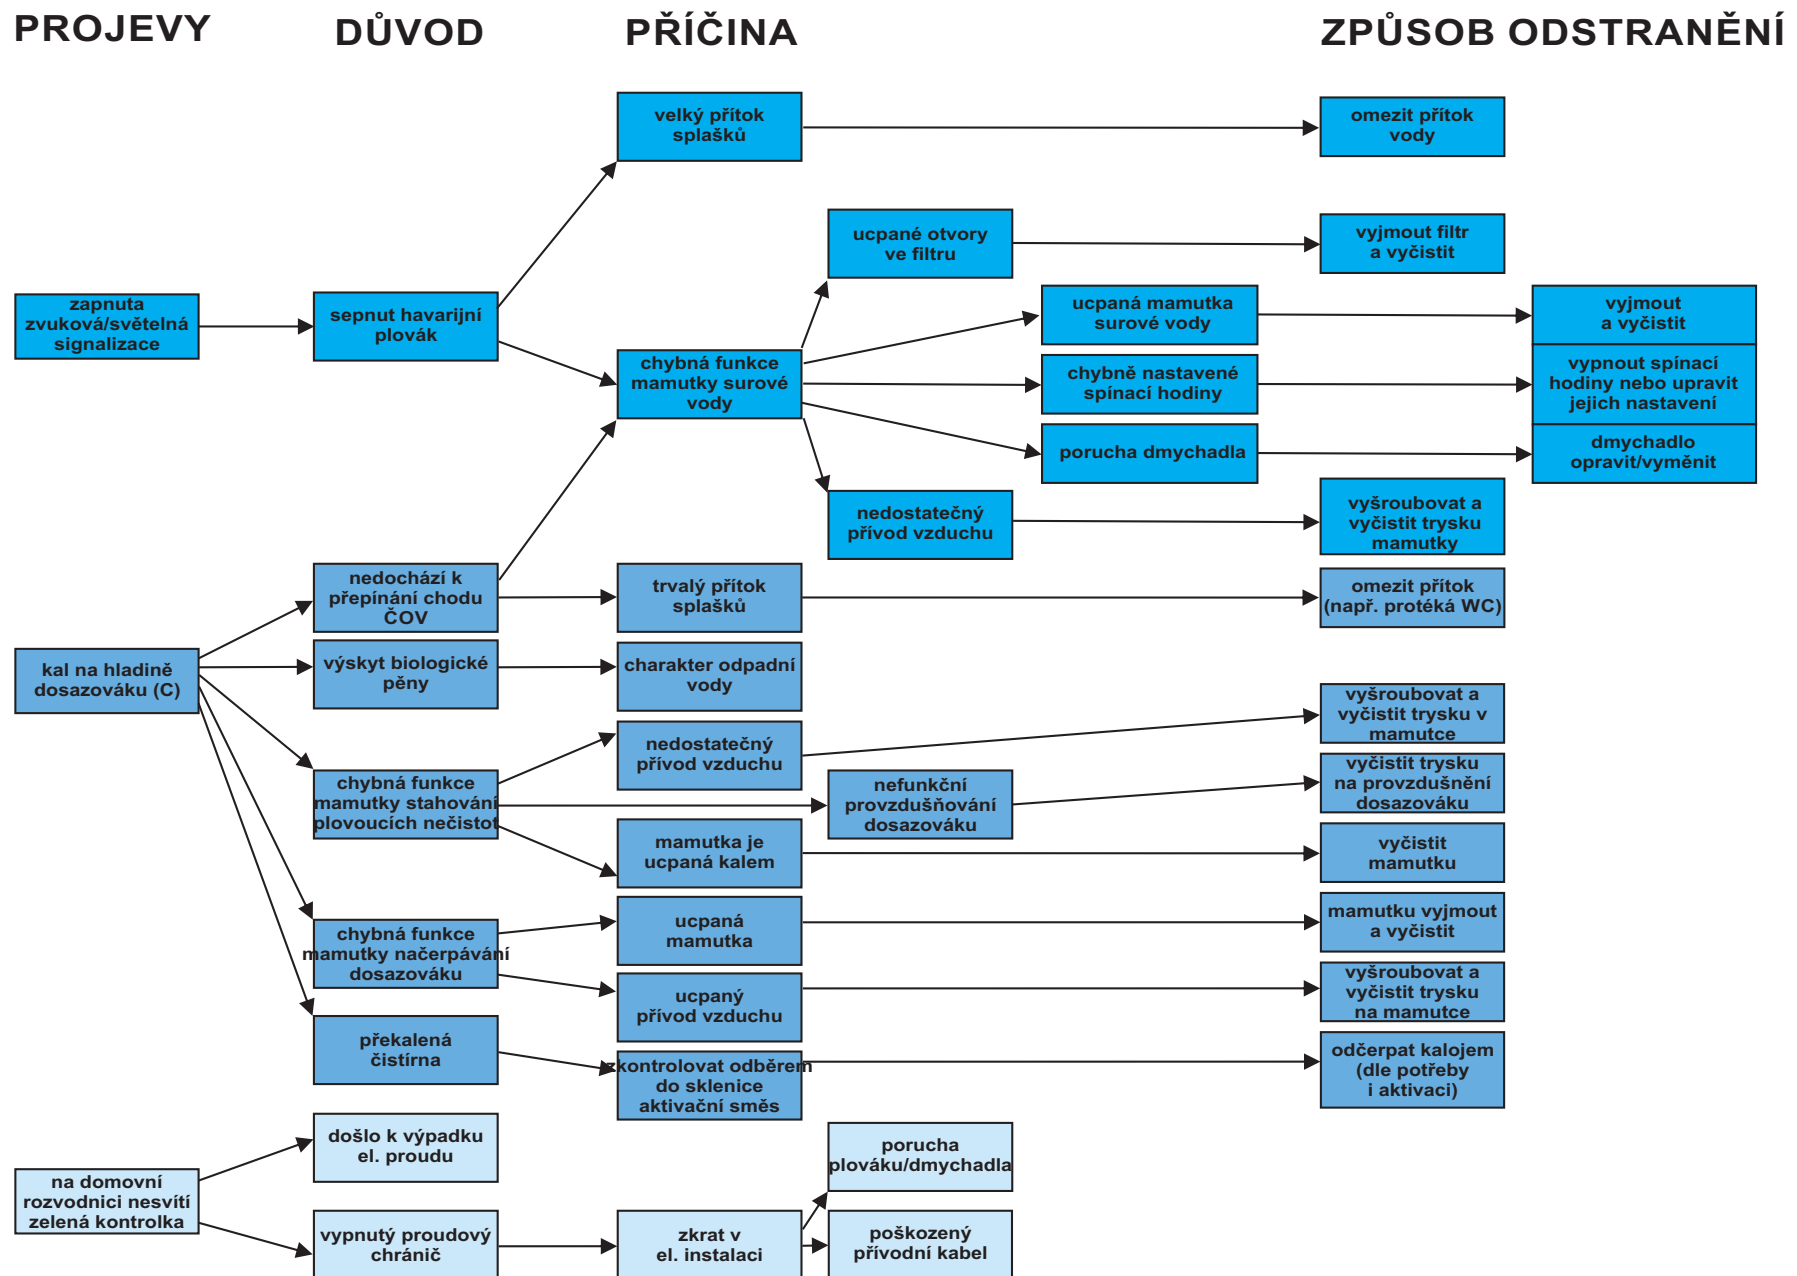 PROJEVY
DŮVOD
PŘÍČINA
ZPŮSOB ODSTRANĚNÍ
velký přítok
splašků
omezit přítok
vody
ucpané otvory
ve filtru
vyjmout filtr
a vyčistit
zapnuta
zvuková/světelná
signalizace
sepnut havarijní
plovák
ucpaná mamutka
surové vody
vyjmout
a vyčistit
chybná funkce
mamutky surové
vody
chybně nastavené
spínací hodiny
vypnout spínací
hodiny nebo upravit
jejich nastavení
porucha dmychadla
dmychadlo
opravit/vyměnit
nedostatečný
přívod vzduchu
vyšroubovat a
vyčistit trysku
mamutky
nedochází k
přepínání chodu
ČOV
trvalý přítok
splašků
omezit přítok
(např. protéká WC)
kal na hladině
dosazováku (C)
výskyt biologické
pěny
charakter odpadní
vody
nedostatečný
přívod vzduchu
vyšroubovat a
vyčistit trysku v
mamutce
chybná funkce
mamutky stahování
plovoucích nečistot
nefunkční
provzdušňování
dosazováku
vyčistit trysku
na provzdušnění
dosazováku
mamutka je
ucpaná kalem
vyčistit
mamutku
chybná funkce
mamutky načerpávání
dosazováku
ucpaná
mamutka
mamutku vyjmout
a vyčistit
ucpaný
přívod vzduchu
vyšroubovat a
vyčistit trysku
na mamutce
překalená
čistírna
zkontrolovat odběrem
do sklenice
aktivační směs
odčerpat kalojem
(dle potřeby
i aktivaci)
na domovní
rozvodnici nesvítí
zelená kontrolka
došlo k výpadku
el. proudu
porucha
plováku/dmychadla
vypnutý proudový
chránič
zkrat v
el. instalaci
poškozený
přívodní kabel